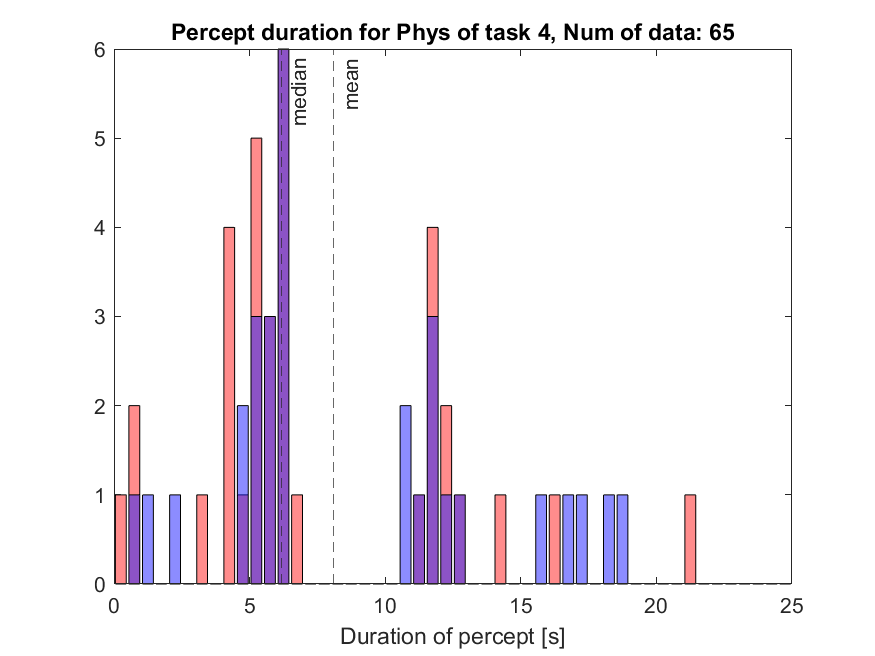 Percept duration for Phys of task 4, Num of data: 65
6
5
4
3
2
1
0
median
mean
0 5 10 15 20 25
Duration of percept [s]